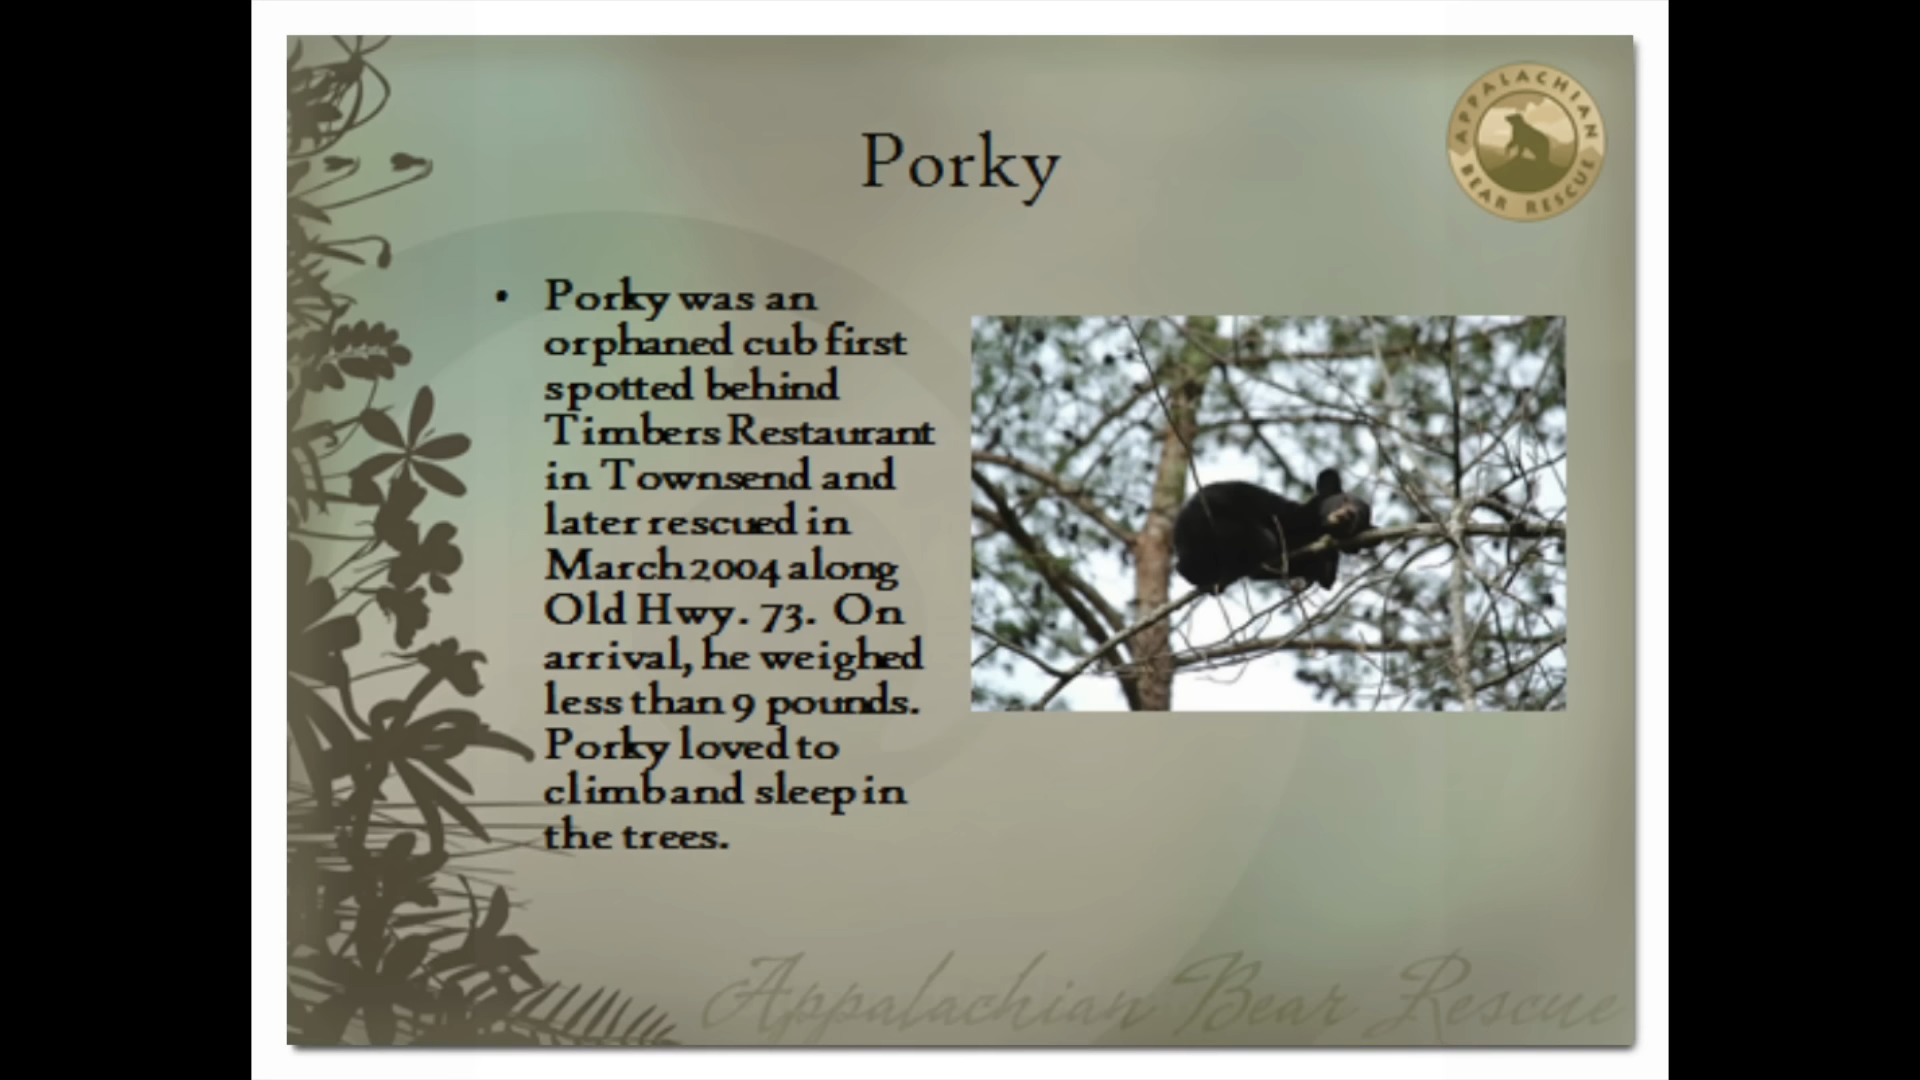 Porky
APPALACHIAN
BEAR RESCUE
• Porky was an
orphaned cub first
spotted behind
Timbers Restaurant
in Townsend and
later rescued in
March 2004 along
Old Hwy. 73. On
arrival, he weighed
less than 9 pounds.
Porky loved to
climb and sleep in
the trees.
Appalachian Bear Rescue